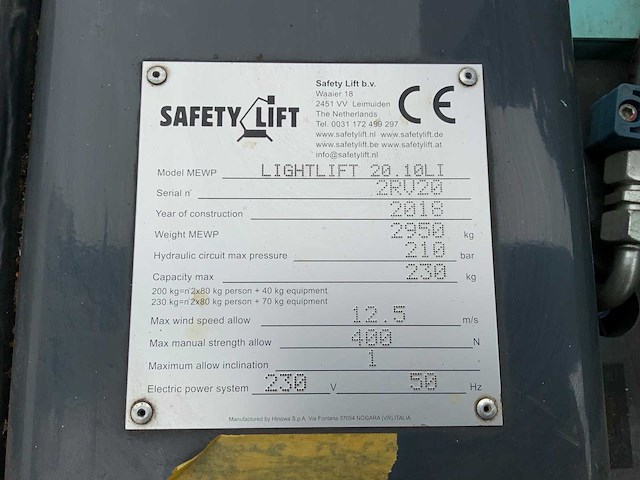 SAFETY LIFT
Safety Lift b.v.
Waaier 18
2451 VV Leimuiden
The Netherlands
Tel. 0031 172 499 297
www.safetylift.nl www.safetylift.de
www.safetylift.be www.safetylift.at
info@safetylift.nl
CE
Model MEWP LIGHTLIFT 20.10LI
Serial n° 2RV20
Year of construction 2018
Weight MEWP 2950 kg
Hydraulic circuit max pressure 210 bar
Capacity max 230 kg
200 kg=n°2x80 kg person + 40 kg equipment
230 kg=n°2x80 kg person + 70 kg equipment
Max wind speed allow 12.5 m/s
Max manual strength allow 400 N
Maximum allow inclination 1
Electric power system 230 V 50 Hz
Manufactured by Hinowa S.p.A. Via Fontana 37054 NOGARA (VR) ITALIA